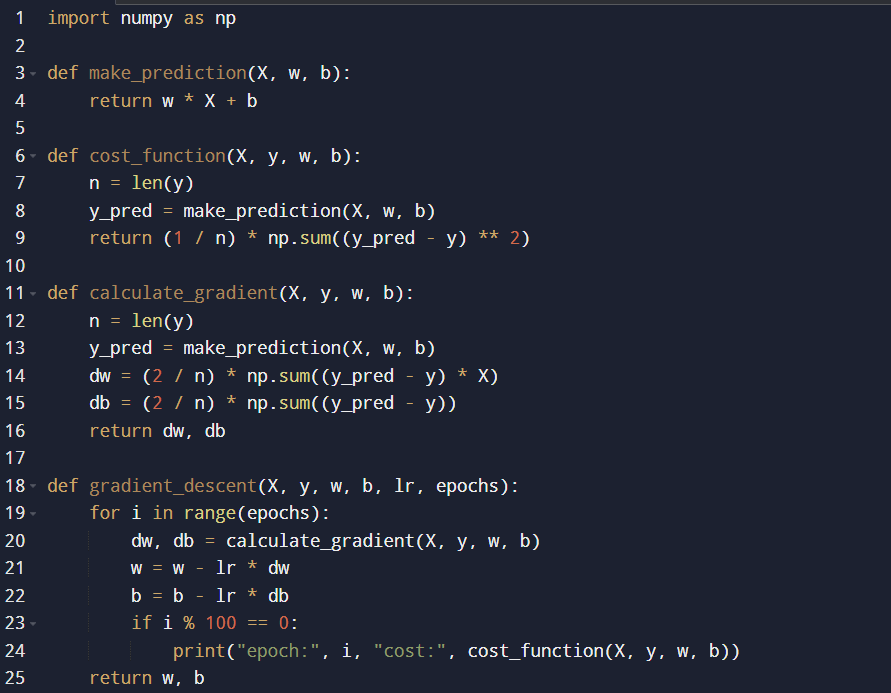 1 import numpy as np
2
3 def make_prediction(X, w, b):
4     return w * X + b
5
6 def cost_function(X, y, w, b):
7     n = len(y)
8     y_pred = make_prediction(X, w, b)
9     return (1 / n) * np.sum((y_pred - y) ** 2)
10
11 def calculate_gradient(X, y, w, b):
12     n = len(y)
13     y_pred = make_prediction(X, w, b)
14     dw = (2 / n) * np.sum((y_pred - y) * X)
15     db = (2 / n) * np.sum((y_pred - y))
16     return dw, db
17
18 def gradient_descent(X, y, w, b, lr, epochs):
19     for i in range(epochs):
20         dw, db = calculate_gradient(X, y, w, b)
21         w = w - lr * dw
22         b = b - lr * db
23         if i % 100 == 0:
24             print("epoch:", i, "cost:", cost_function(X, y, w, b))
25     return w, b